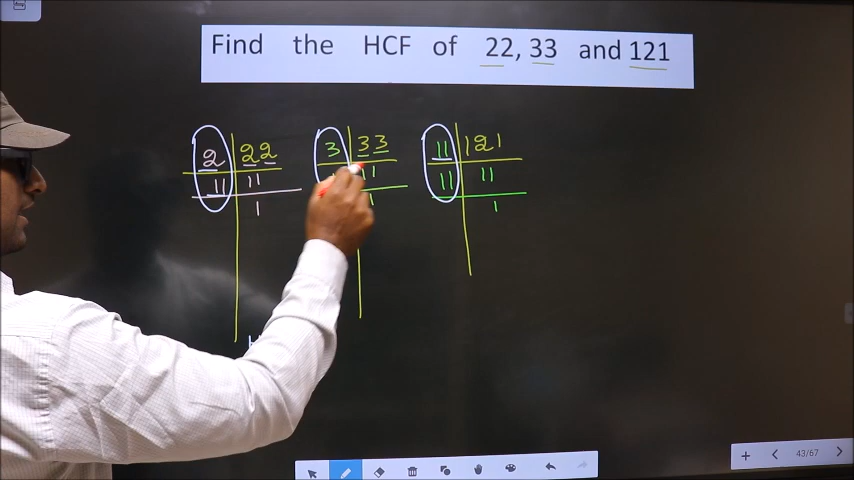 Find the HCF of 22, 33 and 121
2 | 22 3 | 33 11 | 121
11 | 11 11 11 | 11
1 1 1
H
43/67